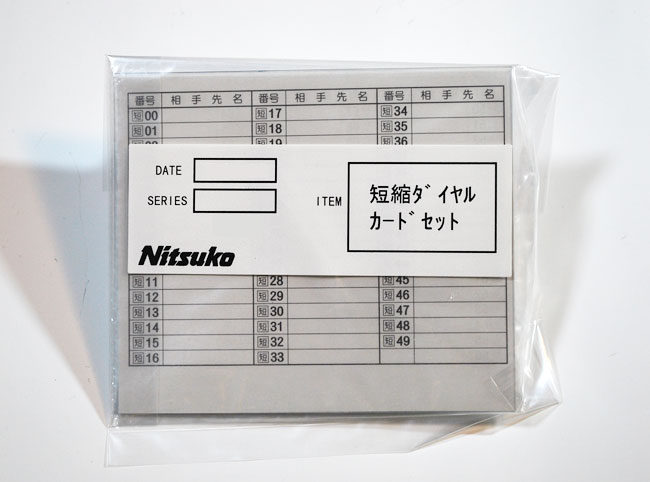 番号 相手先名 番号 相手先名 番号 相手先名
短00 短17 短34
短01 短18 短35
19 36
DATE
SERIES
ITEM
短縮ダイヤル
カードセット
Nitsuko
短11 短28 45
短12 短29 短46
短13 短30 短47
短14 短31 短48
短15 短32 短49
短16 短33